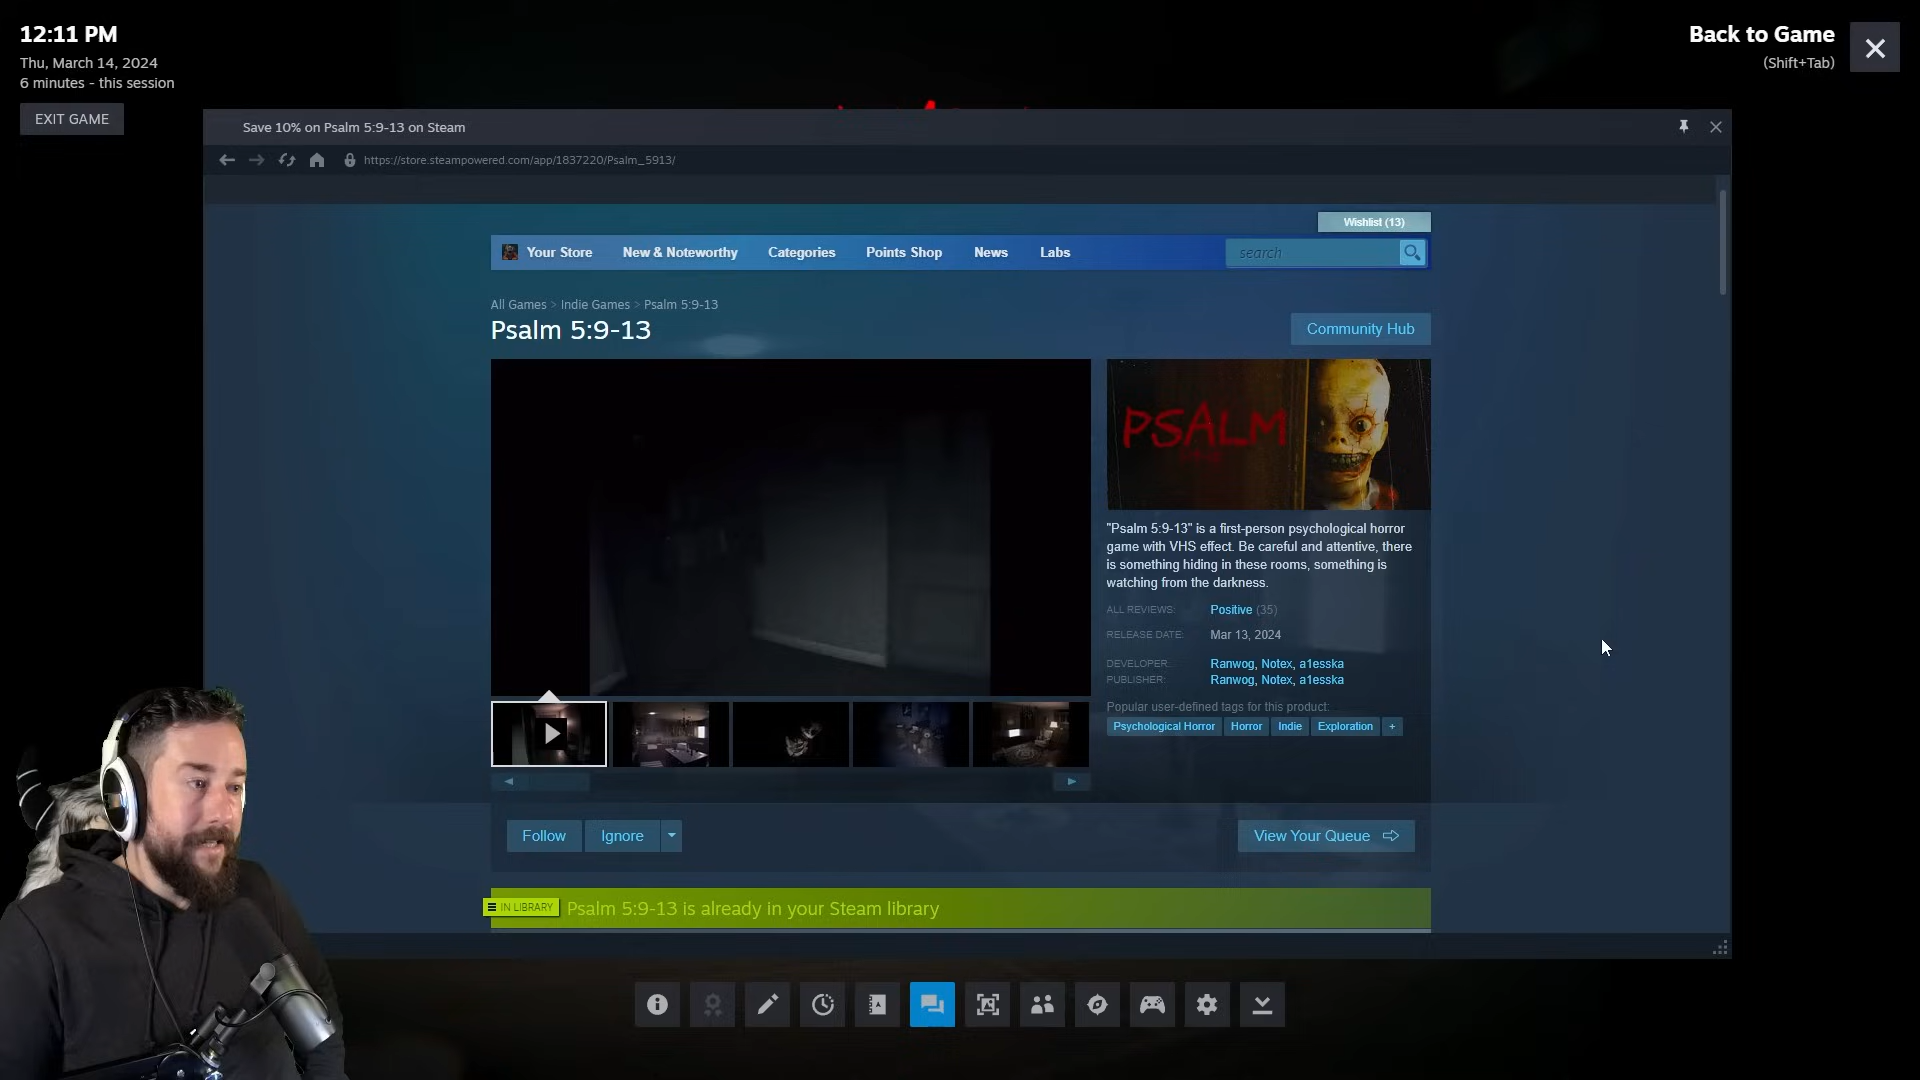 12:11 PM
Thu, March 14, 2024
6 minutes - this session
EXIT GAME
Back to Game
(Shift+Tab)
Save 10% on Psalm 5:9-13 on Steam
https://store.steampowered.com/app/1837220/Psalm_5913/
Wishlist (13)
Your Store
New & Noteworthy
Categories
Points Shop
News
Labs
search
All Games > Indie Games > Psalm 5:9-13
Psalm 5:9-13
Community Hub
PSALM
"Psalm 5:9-13" is a first-person psychological horror
game with VHS effect. Be careful and attentive, there
is something hiding in these rooms, something is
watching from the darkness.
ALL REVIEWS: Positive (35)
RELEASE DATE: Mar 13, 2024
DEVELOPER: Ranwog, Notex, a1esska
PUBLISHER: Ranwog, Notex, a1esska
Popular user-defined tags for this product:
Psychological Horror Horror Indie Exploration +
Follow
Ignore
View Your Queue
IN LIBRARY
Psalm 5:9-13 is already in your Steam library